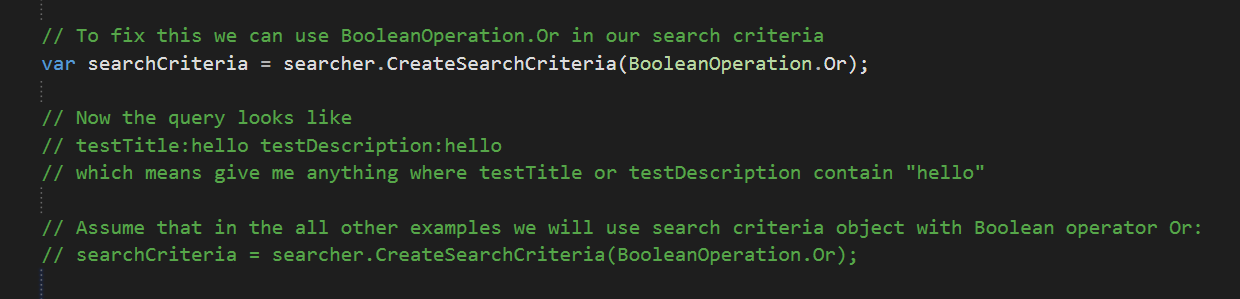 // To fix this we can use BooleanOperation.Or in our search criteria
var searchCriteria = searcher.CreateSearchCriteria(BooleanOperation.Or);
// Now the query looks like
// testTitle:hello testDescription:hello
// which means give me anything where testTitle or testDescription contain "hello"
// Assume that in the all other examples we will use search criteria object with Boolean operator Or:
// searchCriteria = searcher.CreateSearchCriteria(BooleanOperation.Or);